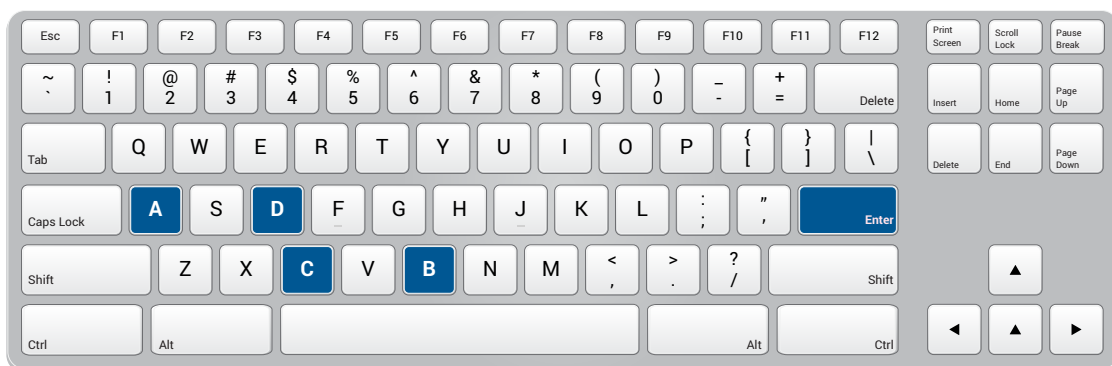 Esc F1 F2 F3 F4 F5 F6 F7 F8 F9 F10 F11 F12 Print Screen Scroll Lock Pause Break
~ ` ! 1 @ 2 # 3 $ 4 % 5 ^ 6 & 7 * 8 ( 9 ) 0 _ - + = Delete Insert Home Page Up
Tab Q W E R T Y U I O P { [ } ] | \ Delete End Page Down
Caps Lock A S D F G H J K L : ; " , Enter
Shift Z X C V B N M < , > . ? / Shift ▲
Ctrl Alt Alt Ctrl ◀ ▲ ▶